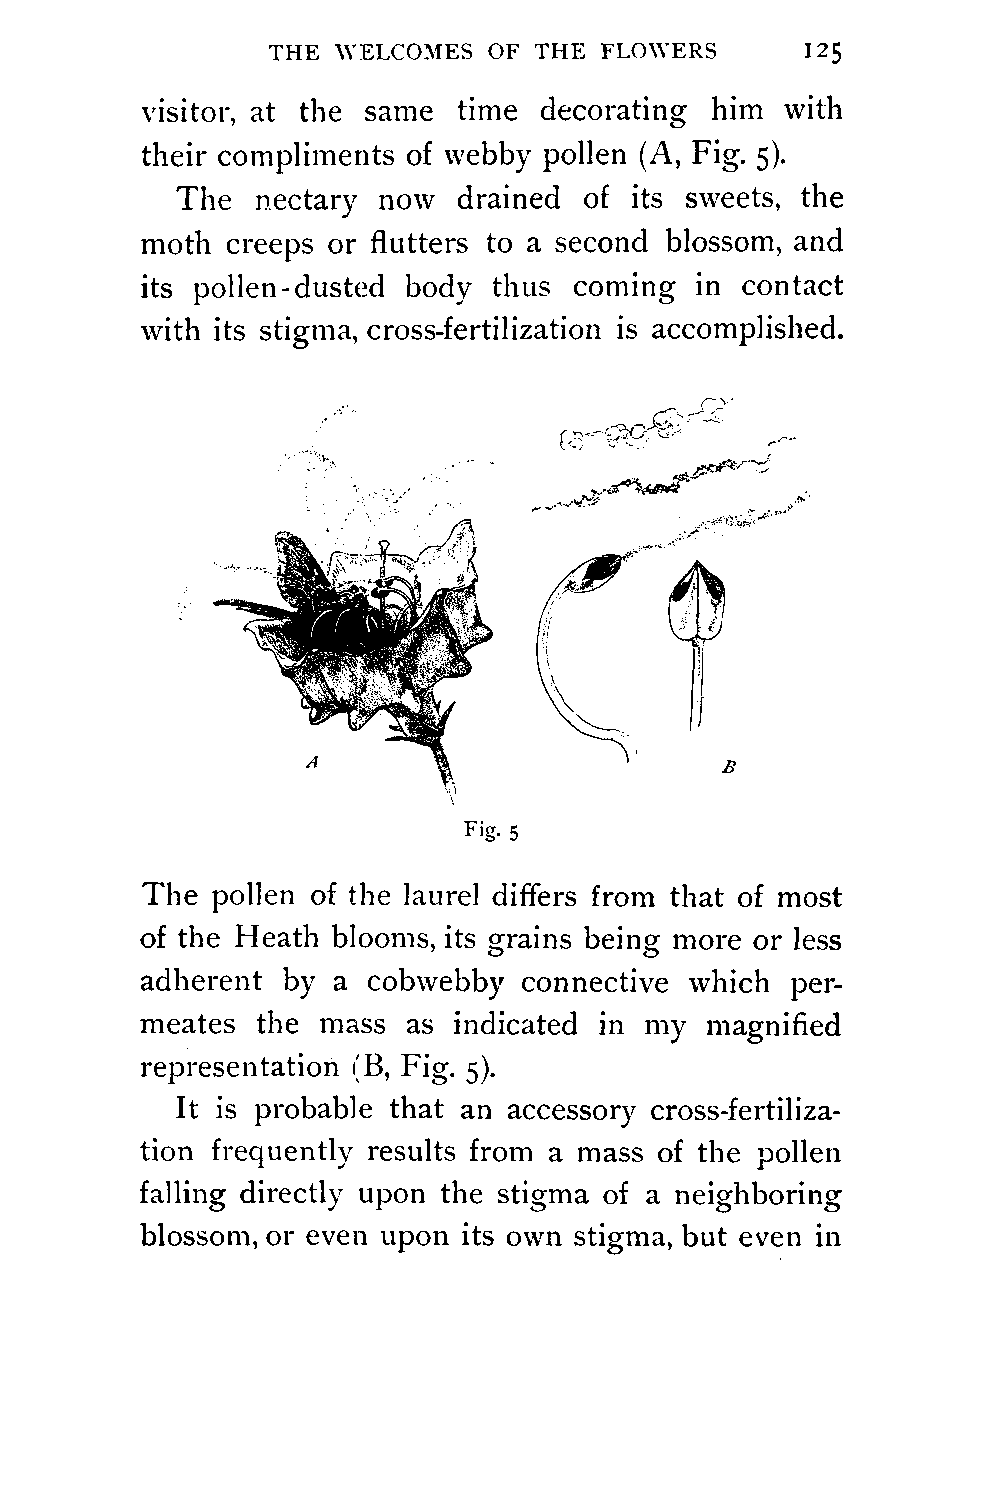 THE WELCOMES OF THE FLOWERS 125
visitor, at the same time decorating him with
their compliments of webby pollen (A, Fig. 5).
The nectary now drained of its sweets, the
moth creeps or flutters to a second blossom, and
its pollen-dusted body thus coming in contact
with its stigma, cross-fertilization is accomplished.
A
B
Fig. 5
The pollen of the laurel differs from that of most
of the Heath blooms, its grains being more or less
adherent by a cobwebby connective which per-
meates the mass as indicated in my magnified
representation (B, Fig. 5).
It is probable that an accessory cross-fertiliza-
tion frequently results from a mass of the pollen
falling directly upon the stigma of a neighboring
blossom, or even upon its own stigma, but even in